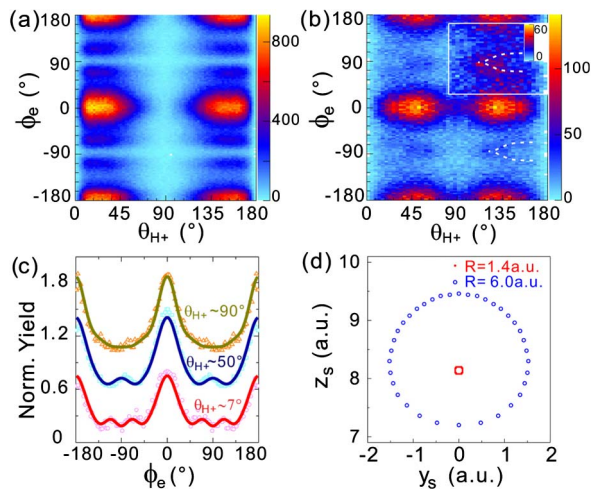 (a)
180
90
0
-90
-180
ϕe (°)
0 45 90 135 180
θH+ (°)
800
400
0
(b)
180
90
0
-90
-180
ϕe (°)
0 45 90 135 180
θH+ (°)
60
0
100
50
0
(c)
1.8
1.2
0.6
0
Norm. Yield
θH+~90°
θH+~50°
θH+~7°
-180 -90 0 90 180
ϕe (°)
(d)
10
9
8
7
zs (a.u.)
R=1.4a.u.
R=6.0a.u.
-2 -1 0 1 2
ys (a.u.)